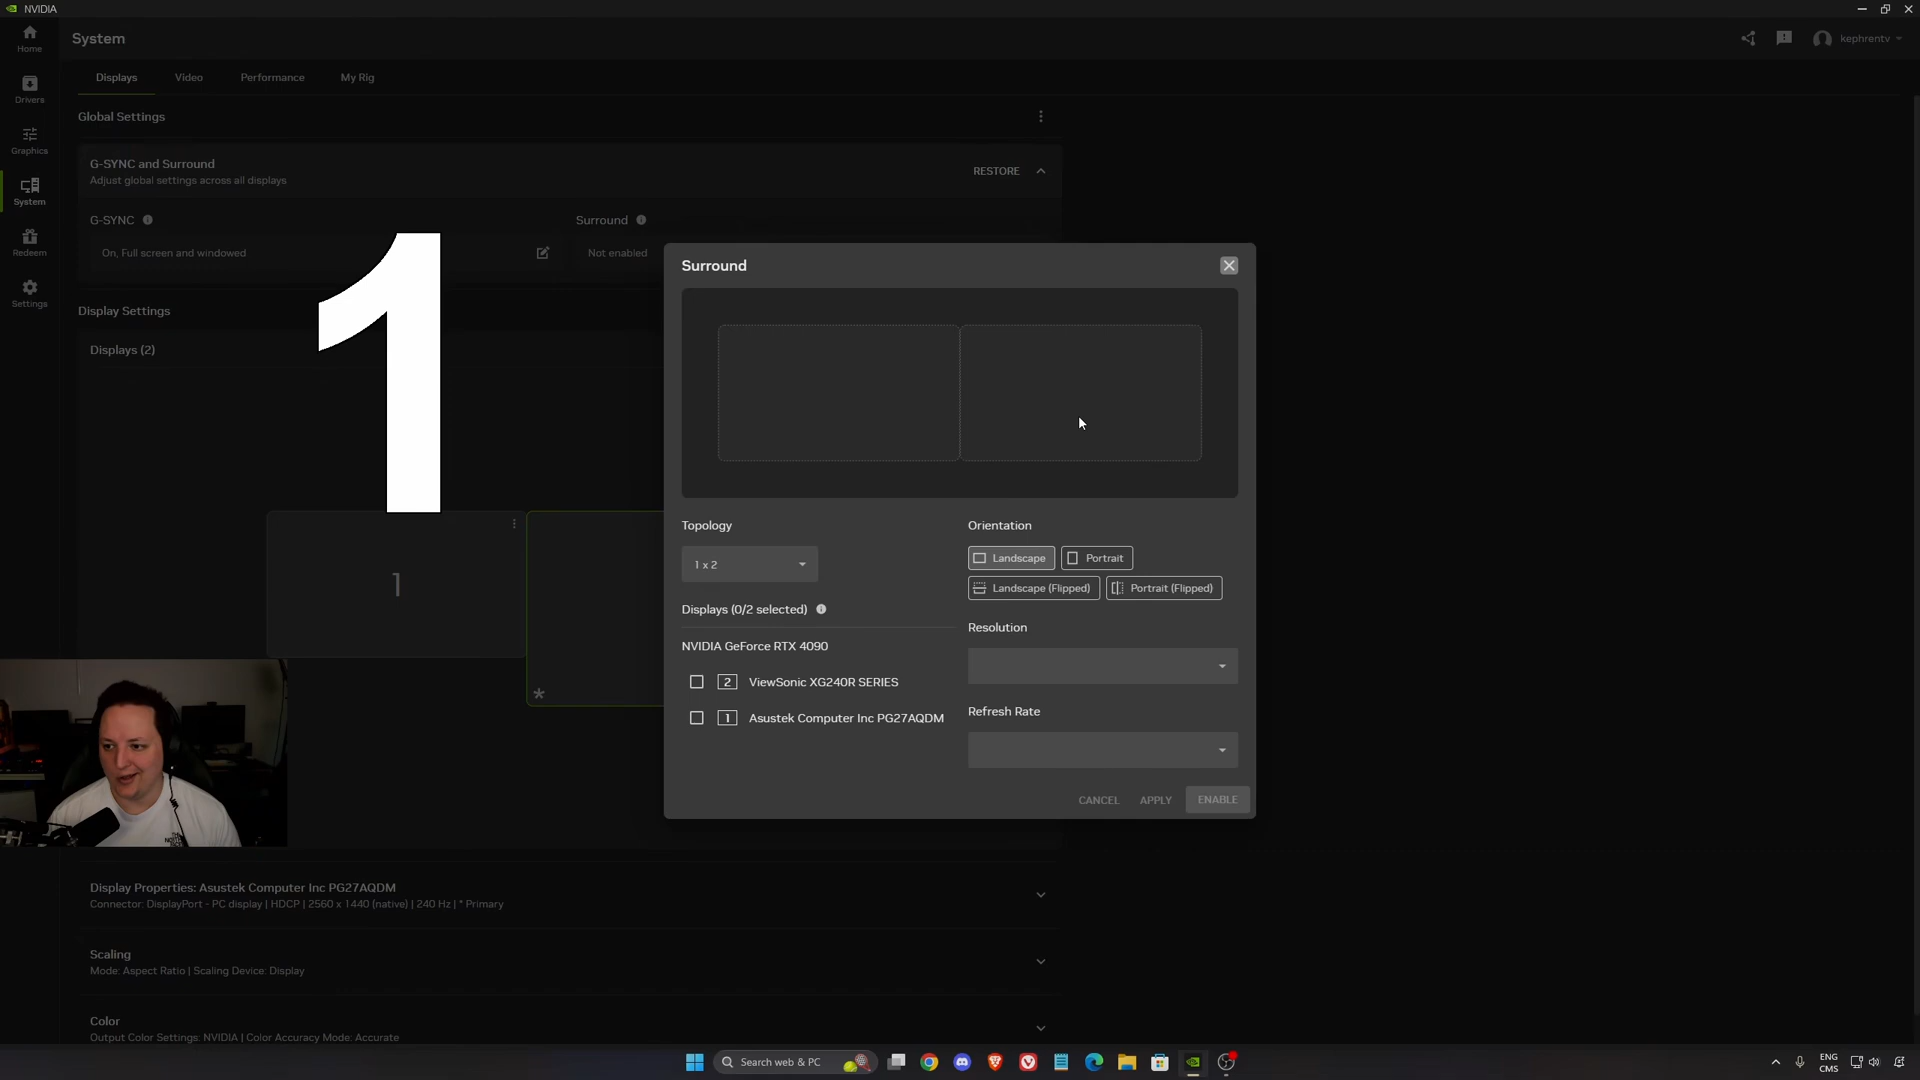 NVIDIA
Home
System
kephrentv
Drivers
Displays
Video
Performance
My Rig
Global Settings
Graphics
G-SYNC and Surround
RESTORE
Adjust global settings across all displays
System
G-SYNC
Surround
Redeem
On, Full screen and windowed
Not enabled
Settings
Display Settings
Displays (2)
1
1
*
Surround
Topology
Orientation
1 x 2
Landscape
Portrait
Landscape (Flipped)
Portrait (Flipped)
Displays (0/2 selected)
Resolution
NVIDIA GeForce RTX 4090
2
ViewSonic XG240R SERIES
1
Asustek Computer Inc PG27AQDM
Refresh Rate
CANCEL
APPLY
ENABLE
Display Properties: Asustek Computer Inc PG27AQDM
Connector: DisplayPort - PC display | HDCP | 2560 x 1440 (native) | 240 Hz | * Primary
Scaling
Mode: Aspect Ratio | Scaling Device: Display
Color
Output Color Settings: NVIDIA | Color Accuracy Mode: Accurate
Search web & PC
ENG
CMS